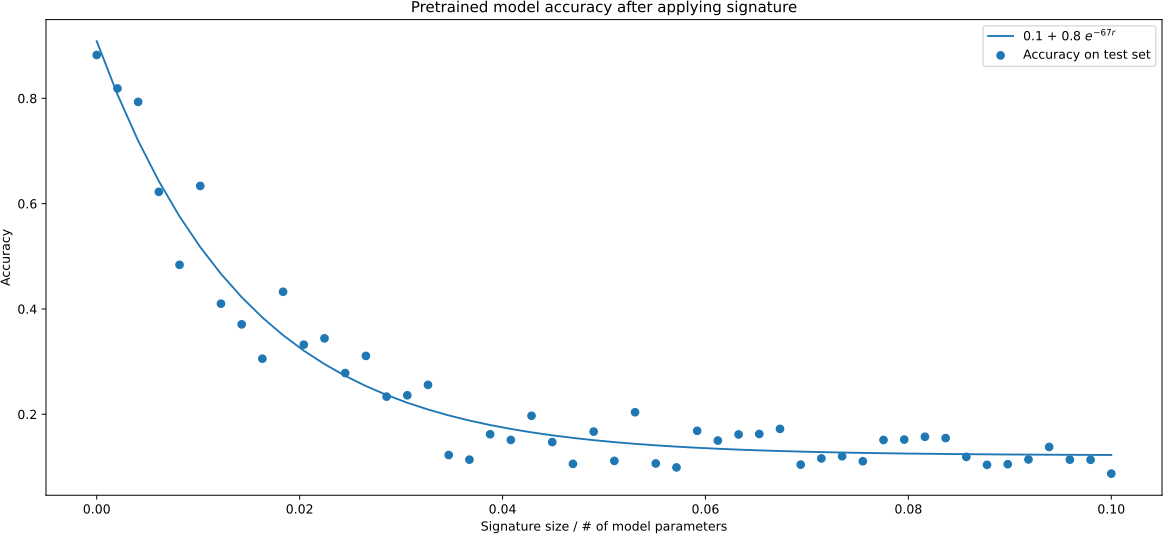 Pretrained model accuracy after applying signature
0.1 + 0.8 e^{-67r}
Accuracy on test set
Accuracy
0.8
0.6
0.4
0.2
0.00 0.02 0.04 0.06 0.08 0.10
Signature size / # of model parameters